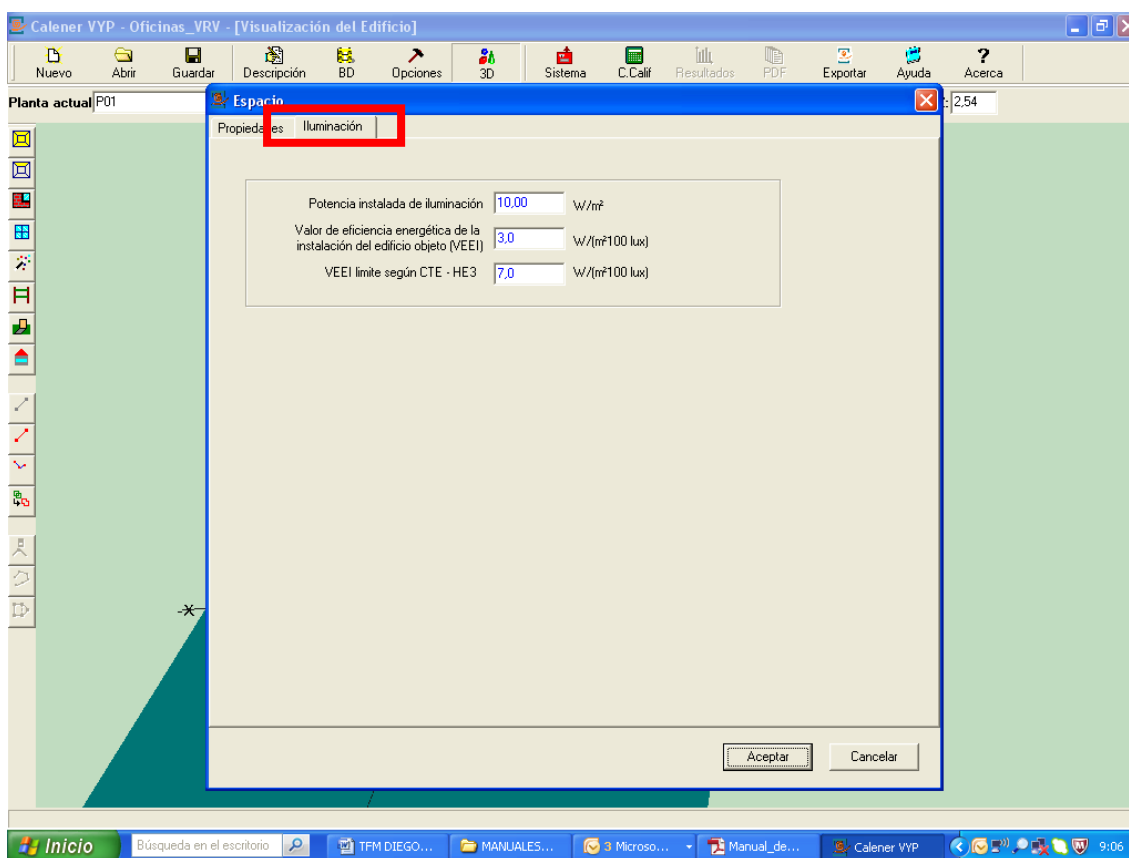 Calener VYP - Oficinas_VRV - [Visualización del Edificio]
Nuevo Abrir Guardar Descripción BD Opciones 3D Sistema C.Calif Resultados PDF Exportar Ayuda Acerca
Planta actual P01 2,54
Espacio
Propiedades Iluminación
Potencia instalada de iluminación 10,00 W/m²
Valor de eficiencia energética de la
instalación del edificio objeto (VEEI) 3,0 W/(m²100 lux)
VEEI limite según CTE - HE3 7,0 W/(m²100 lux)
-X
Aceptar Cancelar
Inicio Búsqueda en el escritorio TFM DIEGO... MANUALES... 3 Microso... Manual_de... Calener VYP 9:06